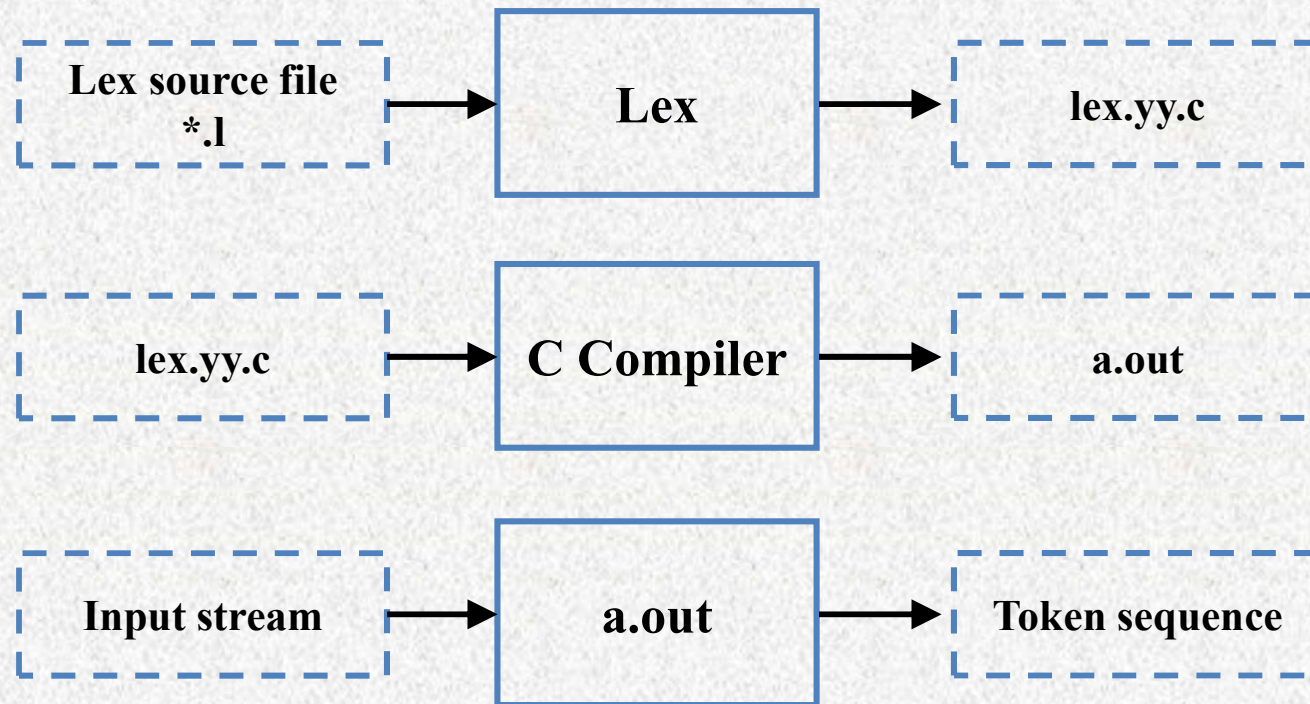 Lex source file
*.l
Lex
lex.yy.c
lex.yy.c
C Compiler
a.out
Input stream
a.out
Token sequence